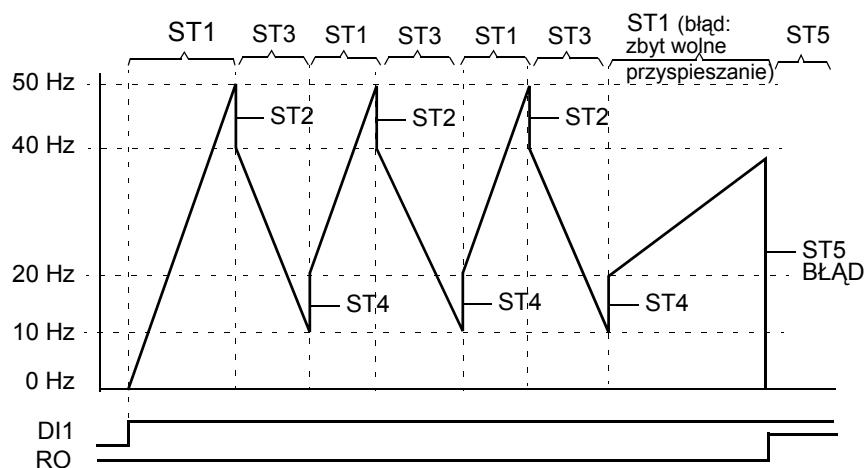 ST1 ST3 ST1 ST3 ST1 ST3 ST1 (błąd:
zbyt wolne
przyspieszanie) ST5
50 Hz
ST2 ST2 ST2
40 Hz
ST5
BŁĄD
20 Hz
ST4 ST4 ST4
10 Hz
0 Hz
DI1
RO